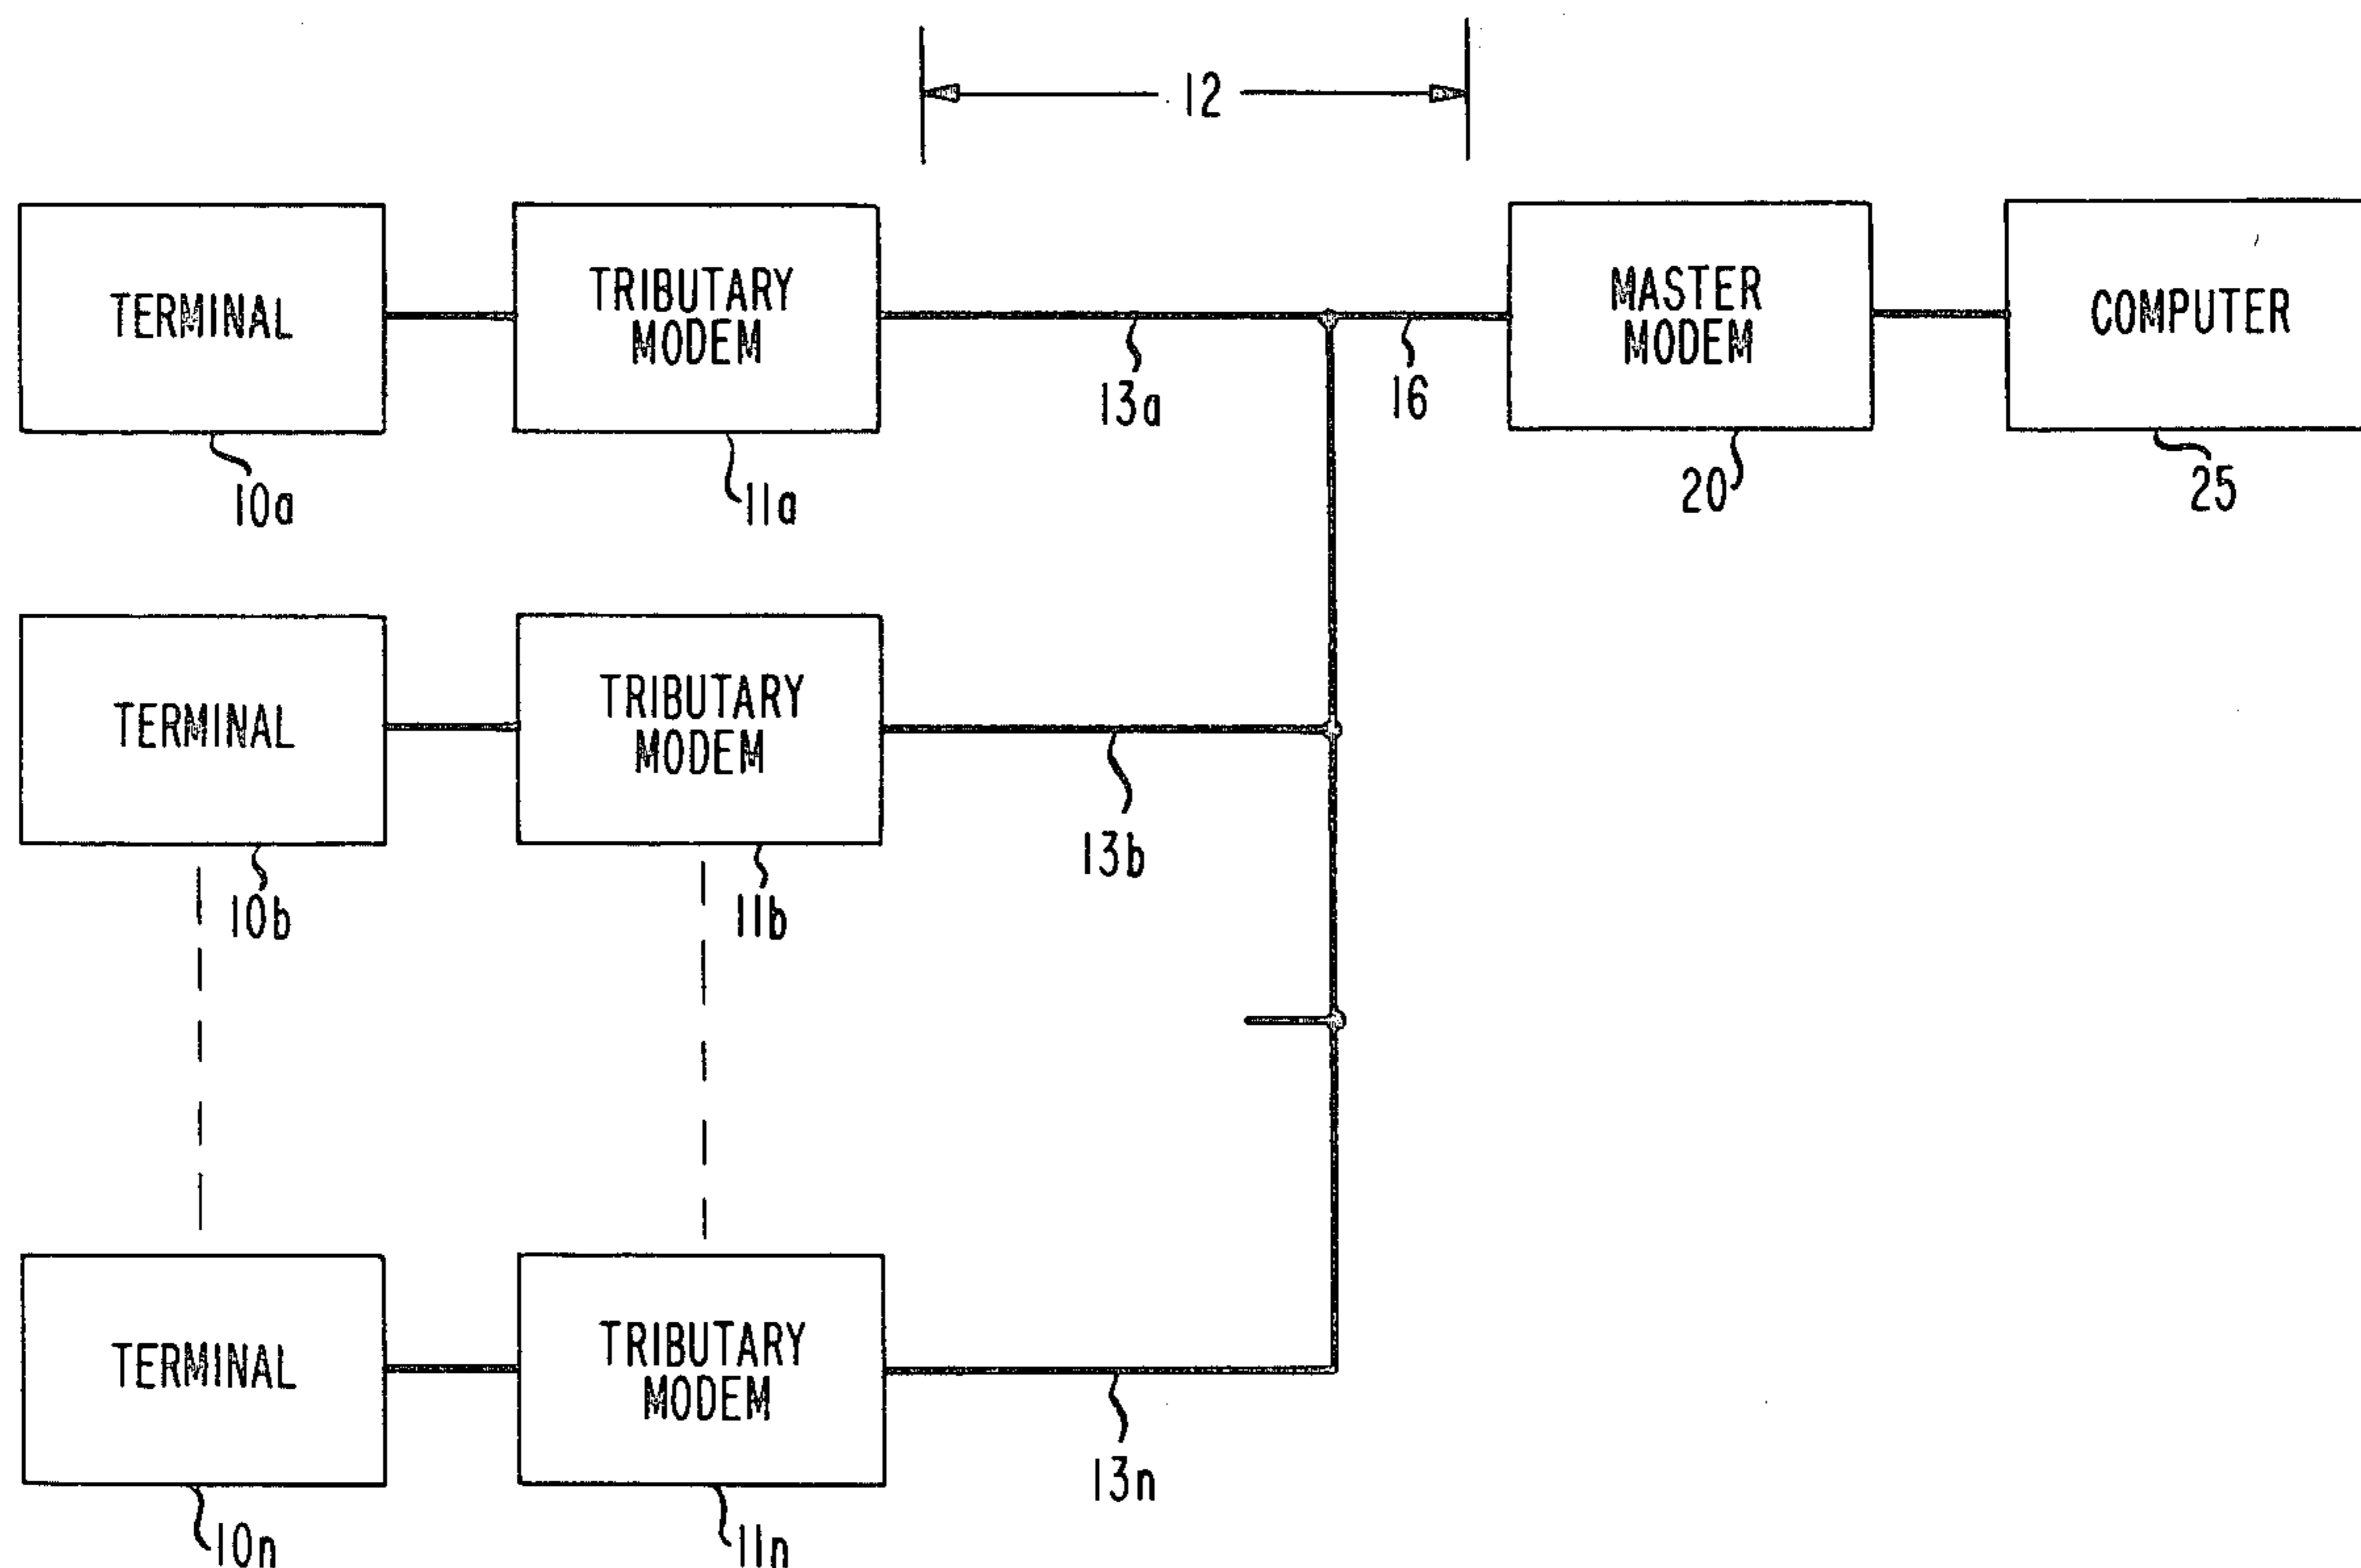 12
TERMINAL
TRIBUTARY
MODEM
MASTER
MODEM
COMPUTER
13a
16
10a
11a
20
25
TERMINAL
TRIBUTARY
MODEM
13b
10b
11b
TERMINAL
TRIBUTARY
MODEM
13n
10n
11n